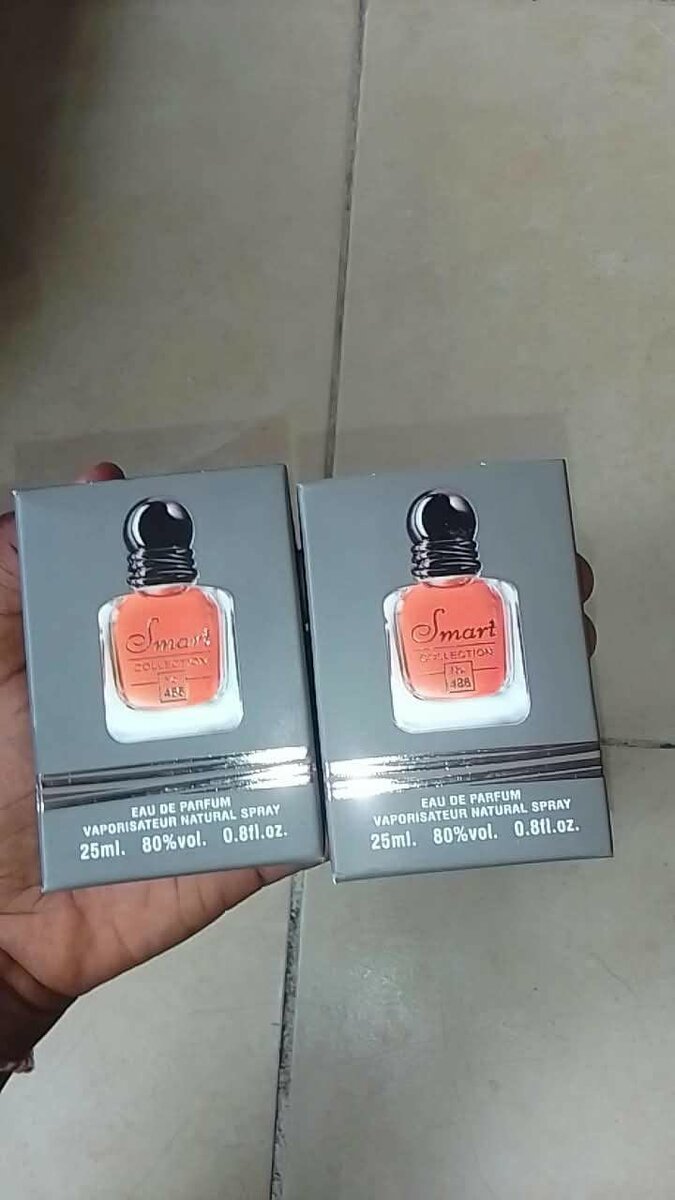 Smart
COLLECTION
No.
488
EAU DE PARFUM
VAPORISATEUR NATURAL SPRAY
25ml. 80%vol. 0.8fl.oz.
Smart
COLLECTION
No.
488
EAU DE PARFUM
VAPORISATEUR NATURAL SPRAY
25ml. 80%vol. 0.8fl.oz.